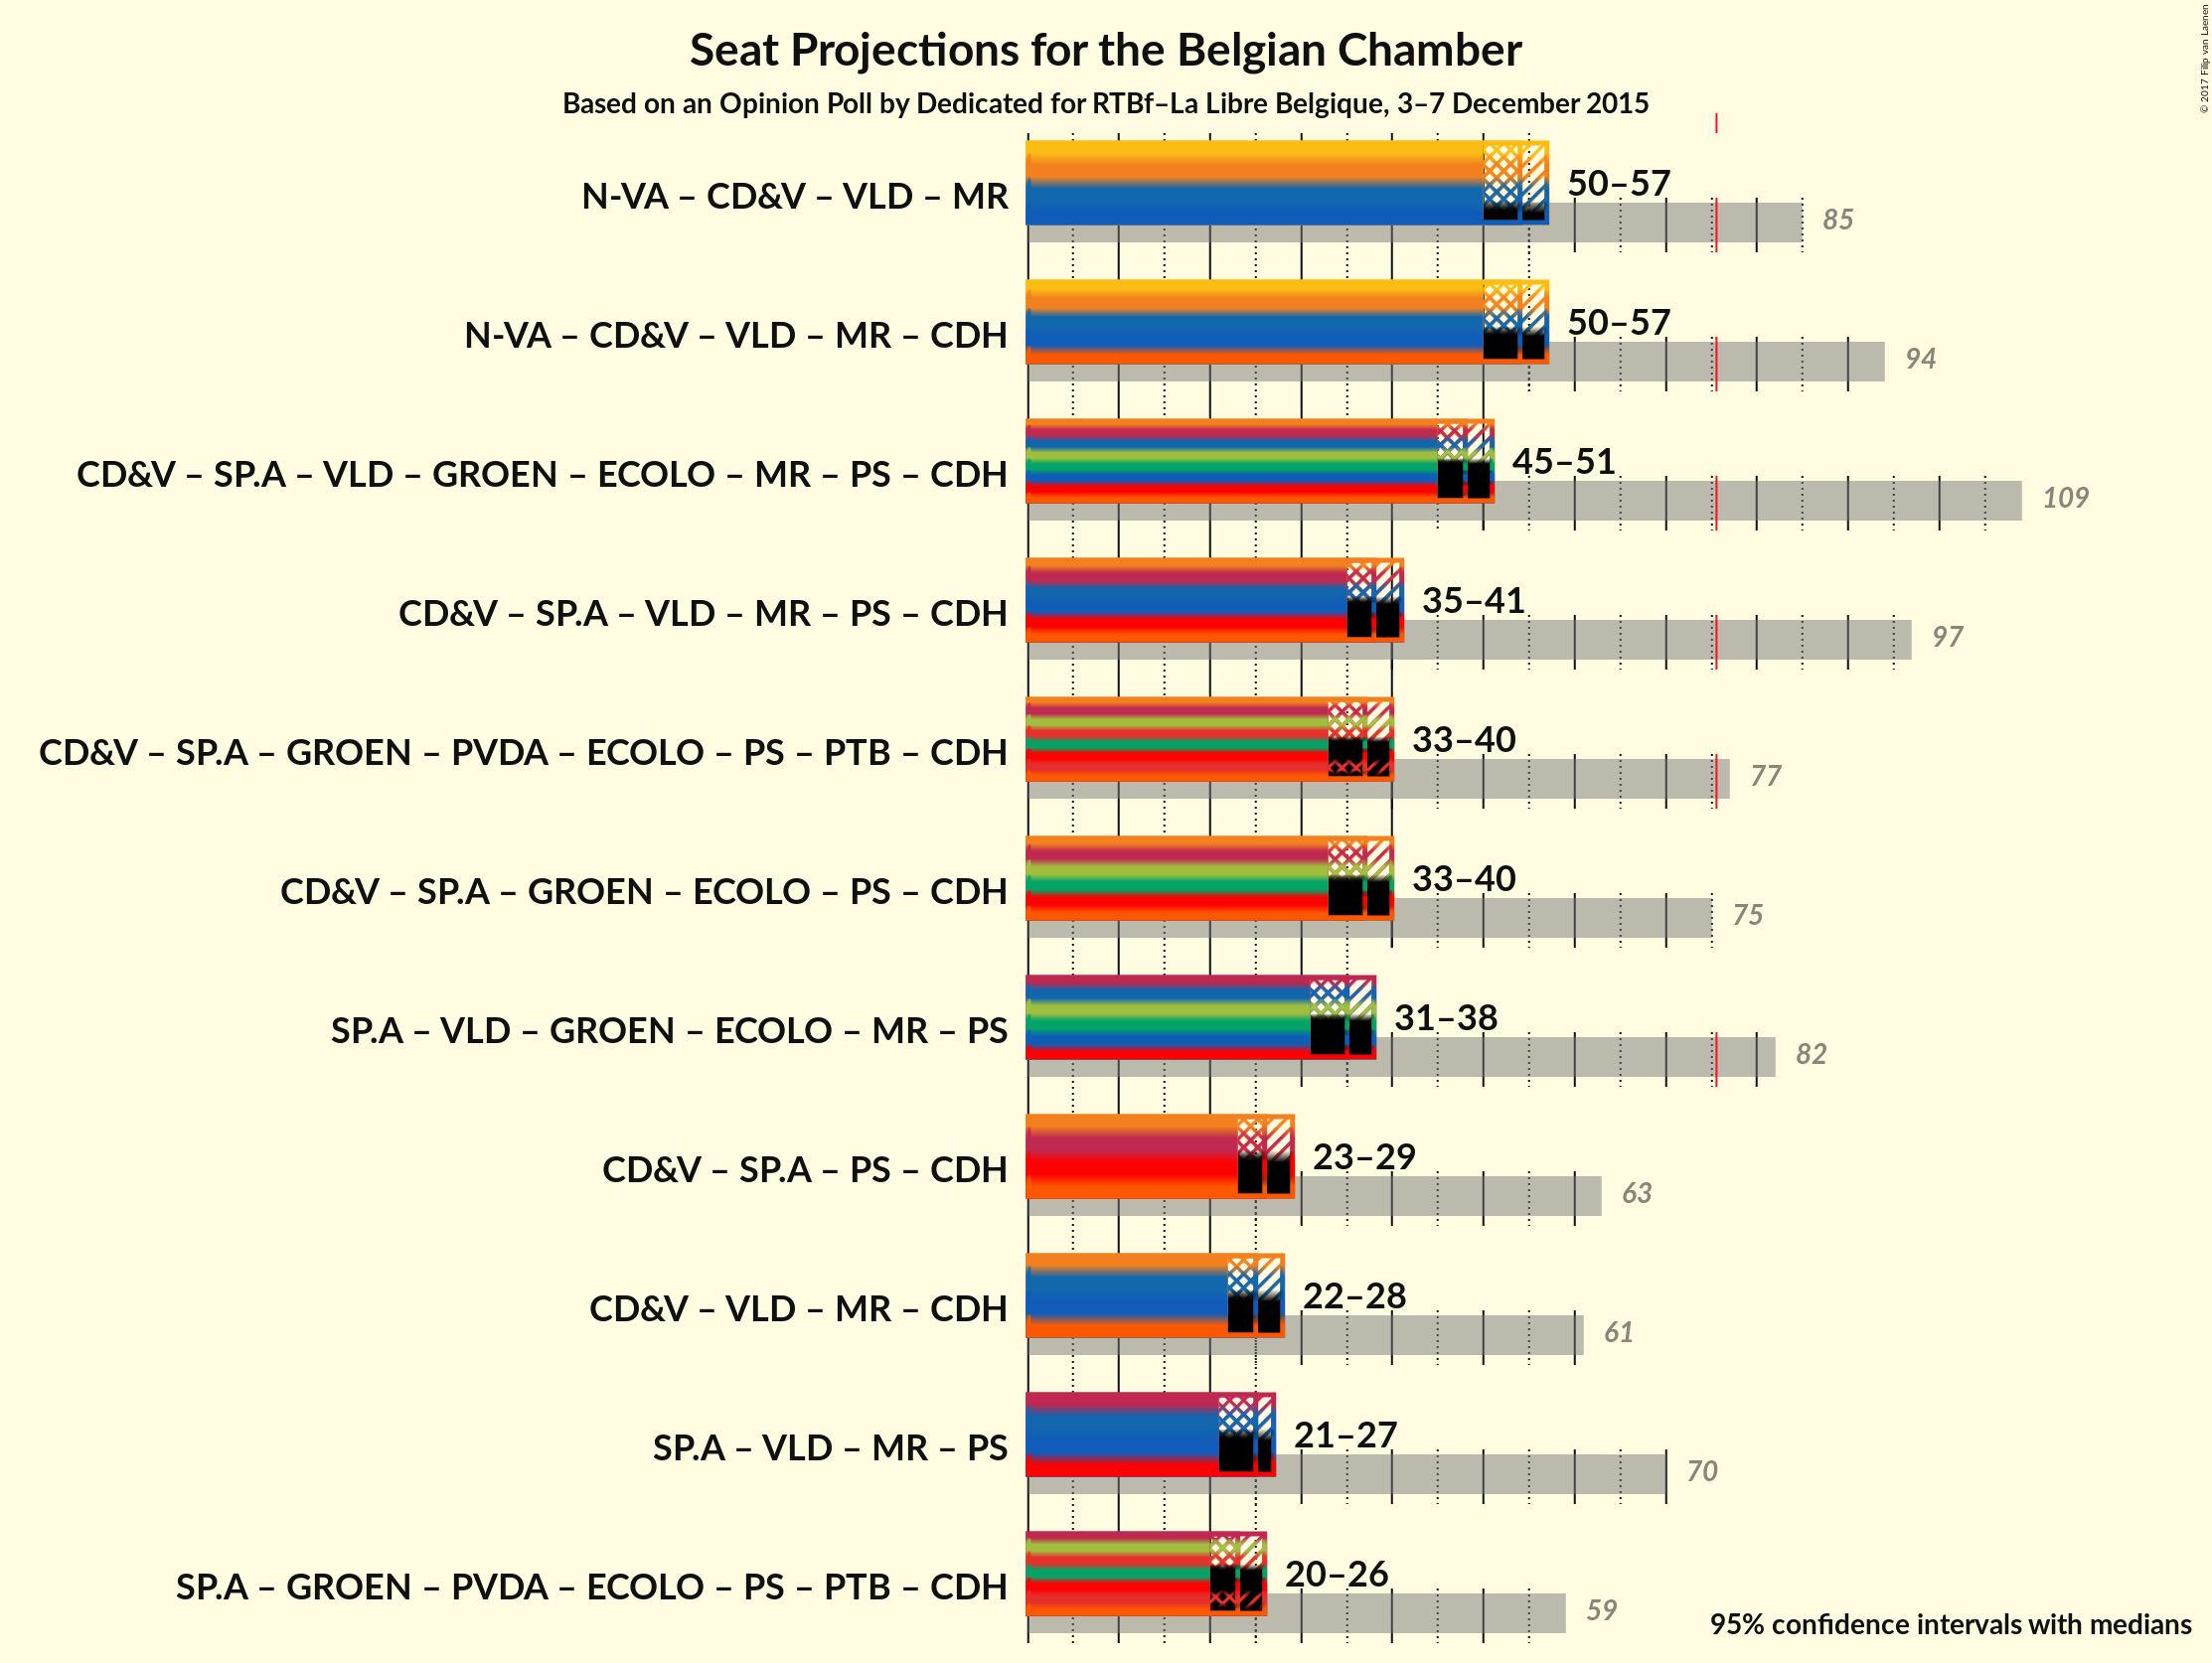 Seat Projections for the Belgian Chamber
Based on an Opinion Poll by Dedicated for RTBf–La Libre Belgique, 3–7 December 2015
© 2017 Filip van Laenen
N-VA – CD&V – VLD – MR
50–57
85
N-VA – CD&V – VLD – MR – CDH
50–57
94
CD&V – SP.A – VLD – GROEN – ECOLO – MR – PS – CDH
45–51
109
CD&V – SP.A – VLD – MR – PS – CDH
35–41
97
CD&V – SP.A – GROEN – PVDA – ECOLO – PS – PTB – CDH
33–40
77
CD&V – SP.A – GROEN – ECOLO – PS – CDH
33–40
75
SP.A – VLD – GROEN – ECOLO – MR – PS
31–38
82
CD&V – SP.A – PS – CDH
23–29
63
CD&V – VLD – MR – CDH
22–28
61
SP.A – VLD – MR – PS
21–27
70
SP.A – GROEN – PVDA – ECOLO – PS – PTB – CDH
20–26
59
95% confidence intervals with medians